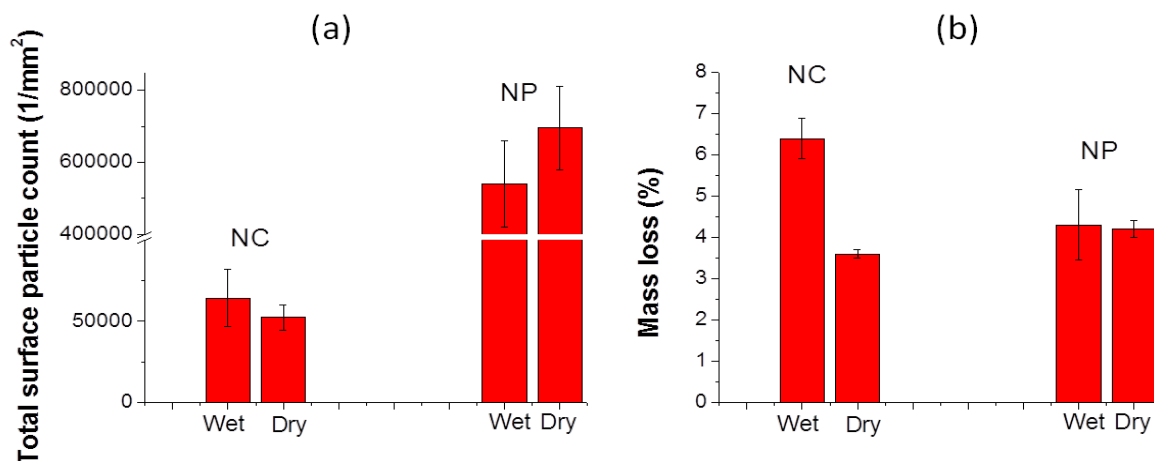 (a)
Total surface particle count (1/mm²)
800000
600000
400000
50000
0
NC
NP
Wet Dry
Wet Dry
(b)
Mass loss (%)
8
7
6
5
4
3
2
1
0
NC
NP
Wet Dry
Wet Dry